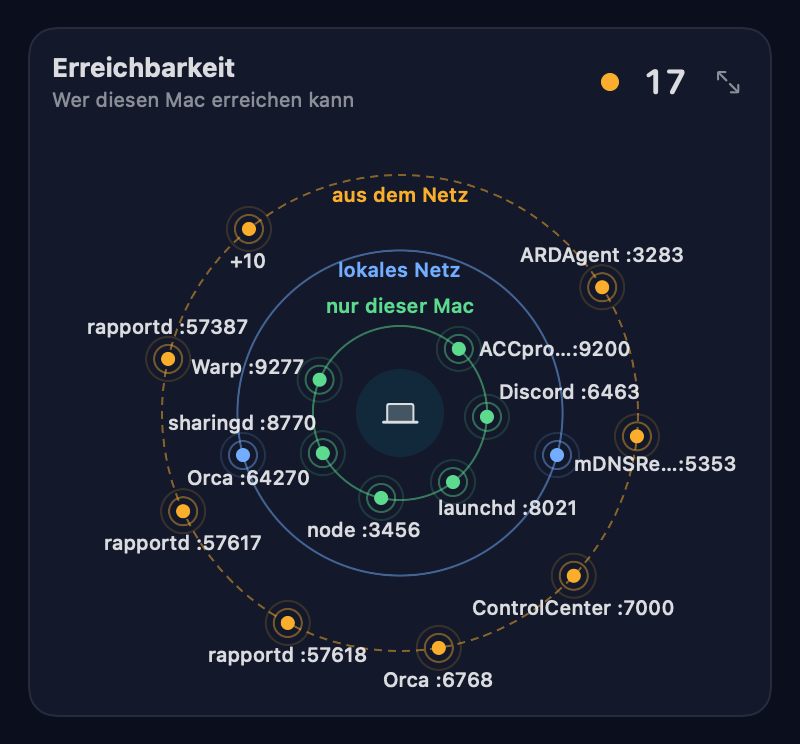 Erreichbarkeit
17
Wer diesen Mac erreichen kann
aus dem Netz
+10
ARDAgent :3283
lokales Netz
nur dieser Mac
rapportd :57387
ACCpro...:9200
Warp :9277
Discord :6463
sharingd :8770
mDNSRe...:5353
Orca :64270
launchd :8021
node :3456
rapportd :57617
ControlCenter :7000
rapportd :57618
Orca :6768